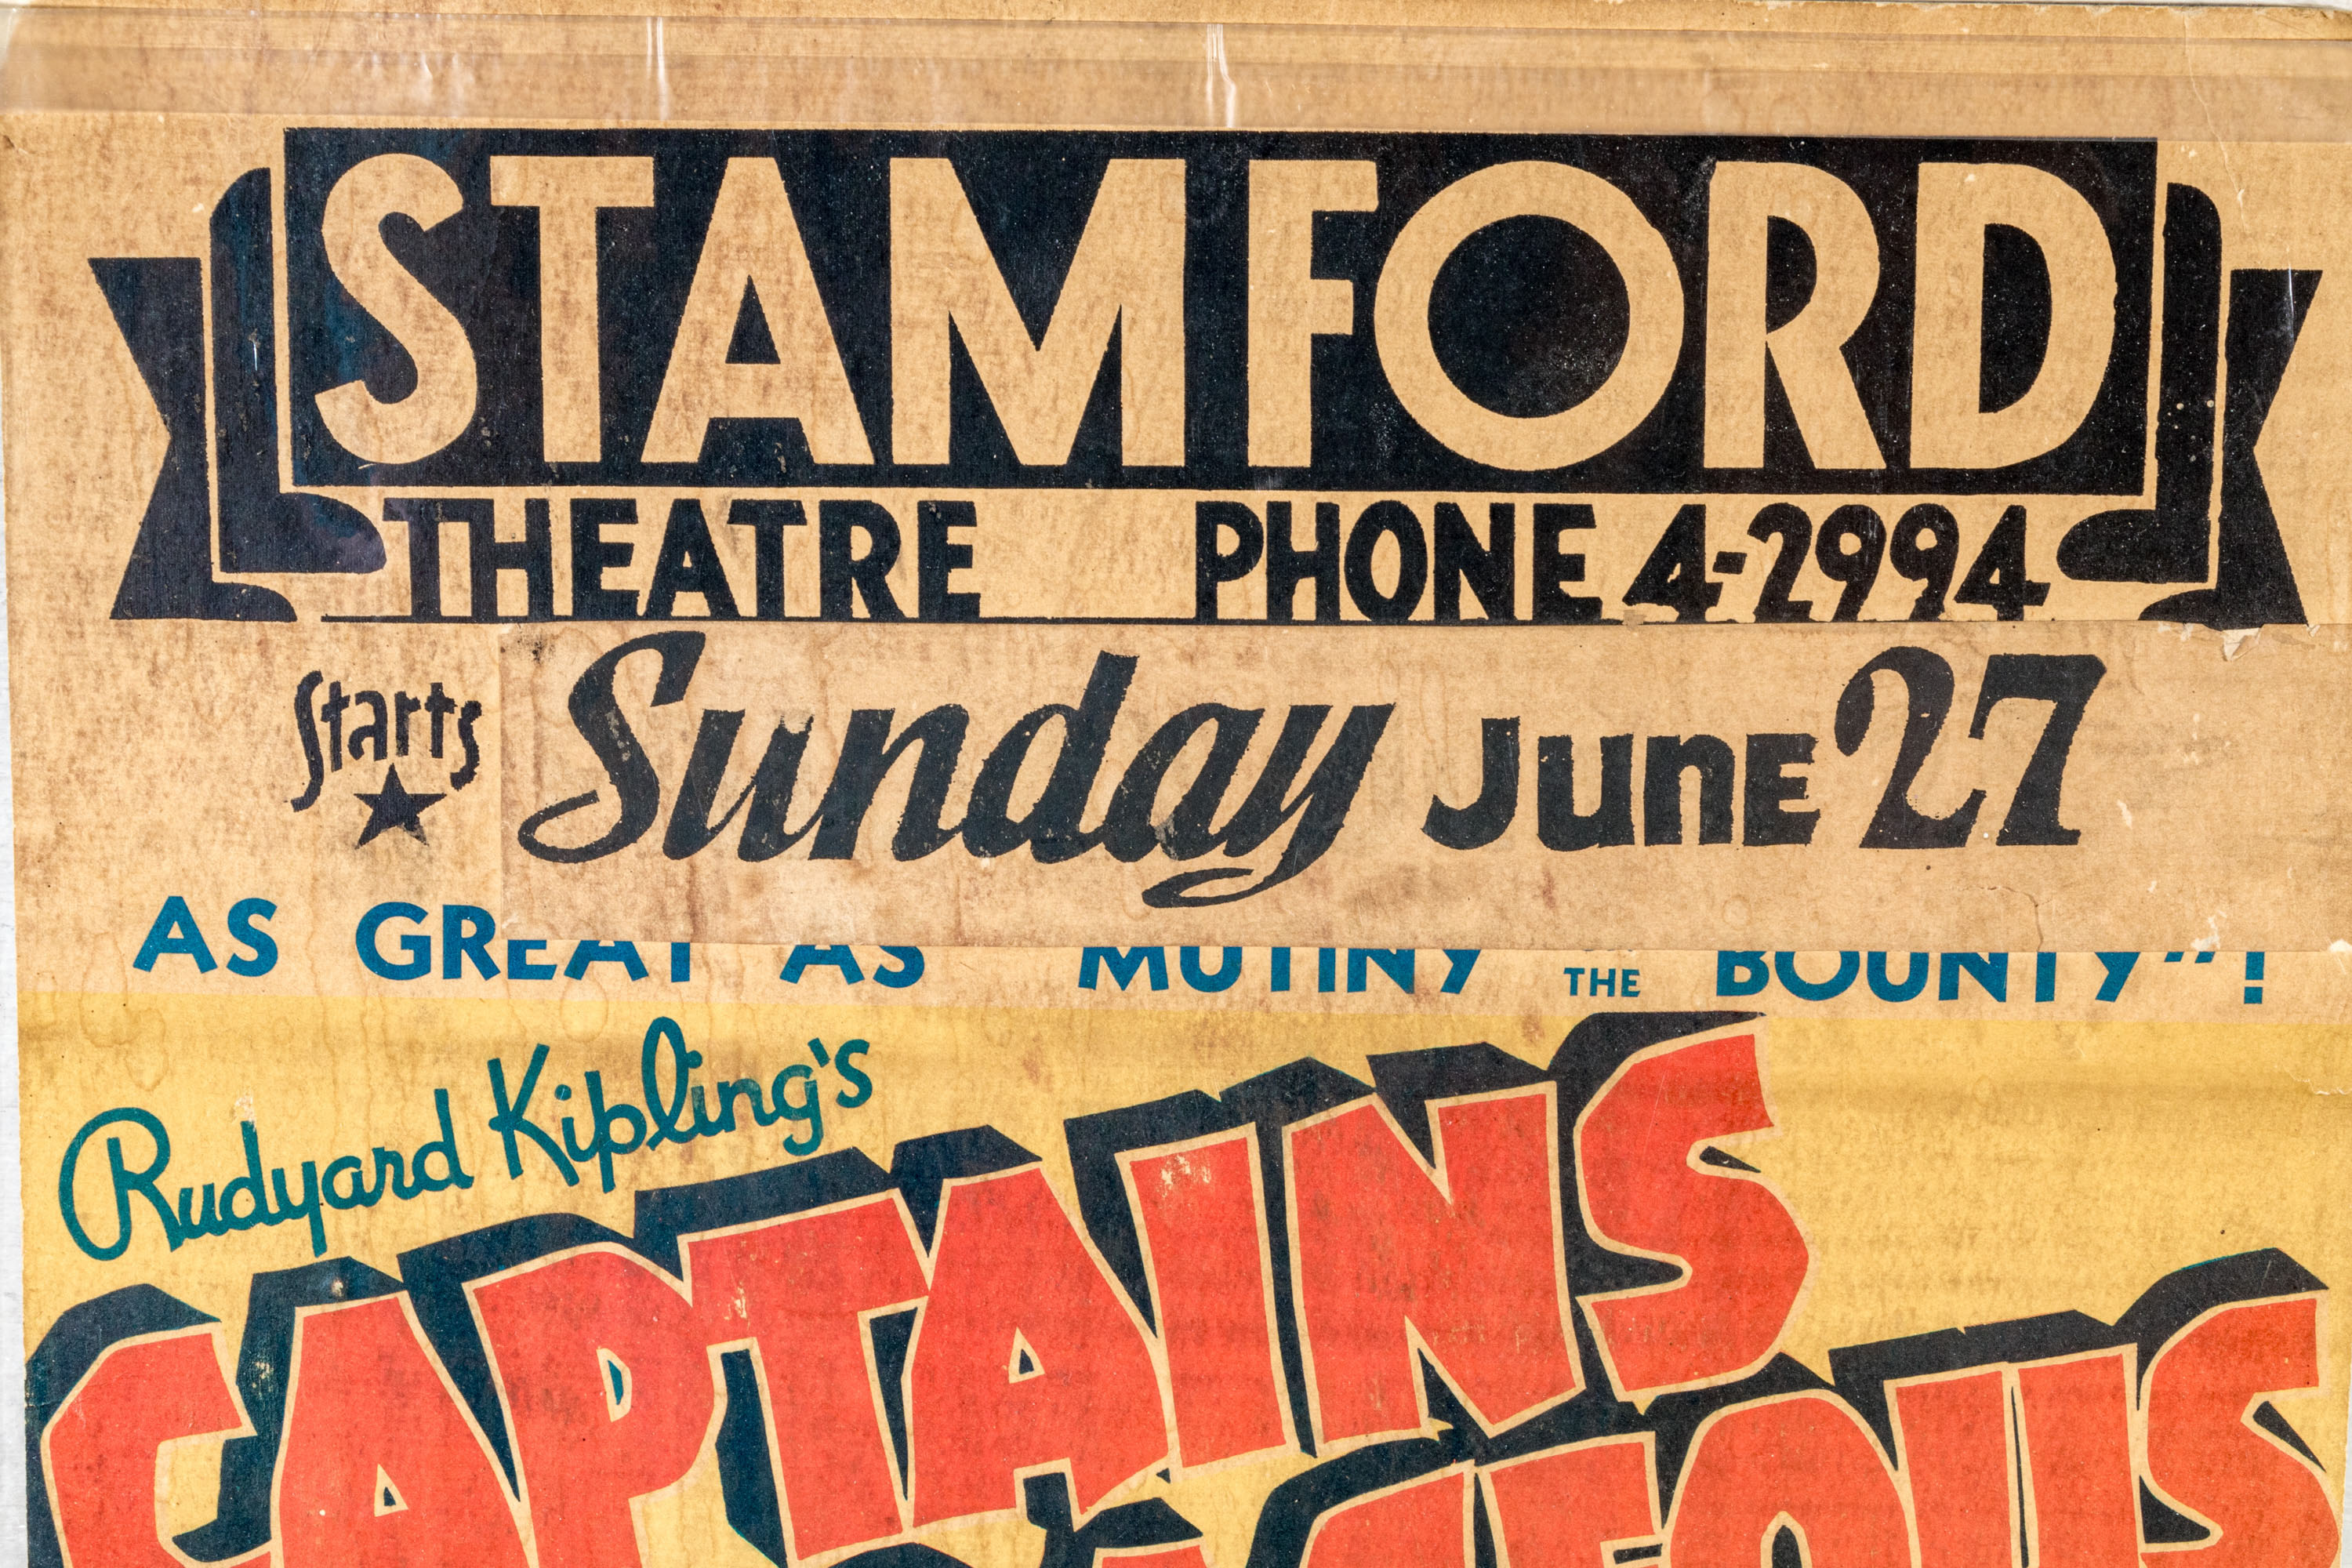 STAMFORD
THEATRE PHONE 4-2994
Starts Sunday June 27
AS GREAT AS MUTINY THE BOUNTY"!
Rudyard Kipling's
CAPTAINS